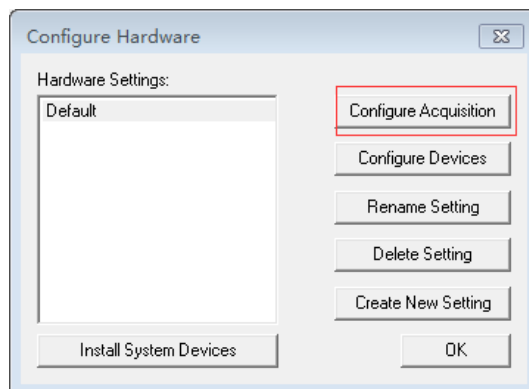 Configure Hardware
Hardware Settings:
Default
Configure Acquisition
Configure Devices
Rename Setting
Delete Setting
Create New Setting
Install System Devices
OK